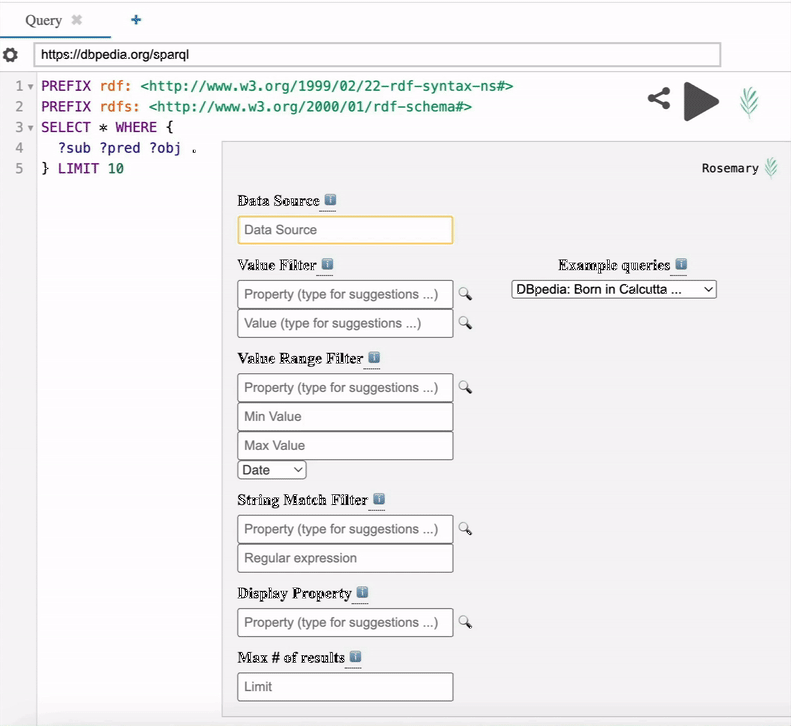 Query ✖ +
https://dbpedia.org/sparql
1 PREFIX rdf: <http://www.w3.org/1999/02/22-rdf-syntax-ns#>
2 PREFIX rdfs: <http://www.w3.org/2000/01/rdf-schema#>
3 SELECT * WHERE {
4 ?sub ?pred ?obj .
5 } LIMIT 10
Rosemary
Data Source i
Data Source
Value Filter i
Property (type for suggestions ...)
Value (type for suggestions ...)
Example queries i
DBpedia: Born in Calcutta ...
Value Range Filter i
Property (type for suggestions ...)
Min Value
Max Value
Date
String Match Filter i
Property (type for suggestions ...)
Regular expression
Display Property i
Property (type for suggestions ...)
Max # of results i
Limit